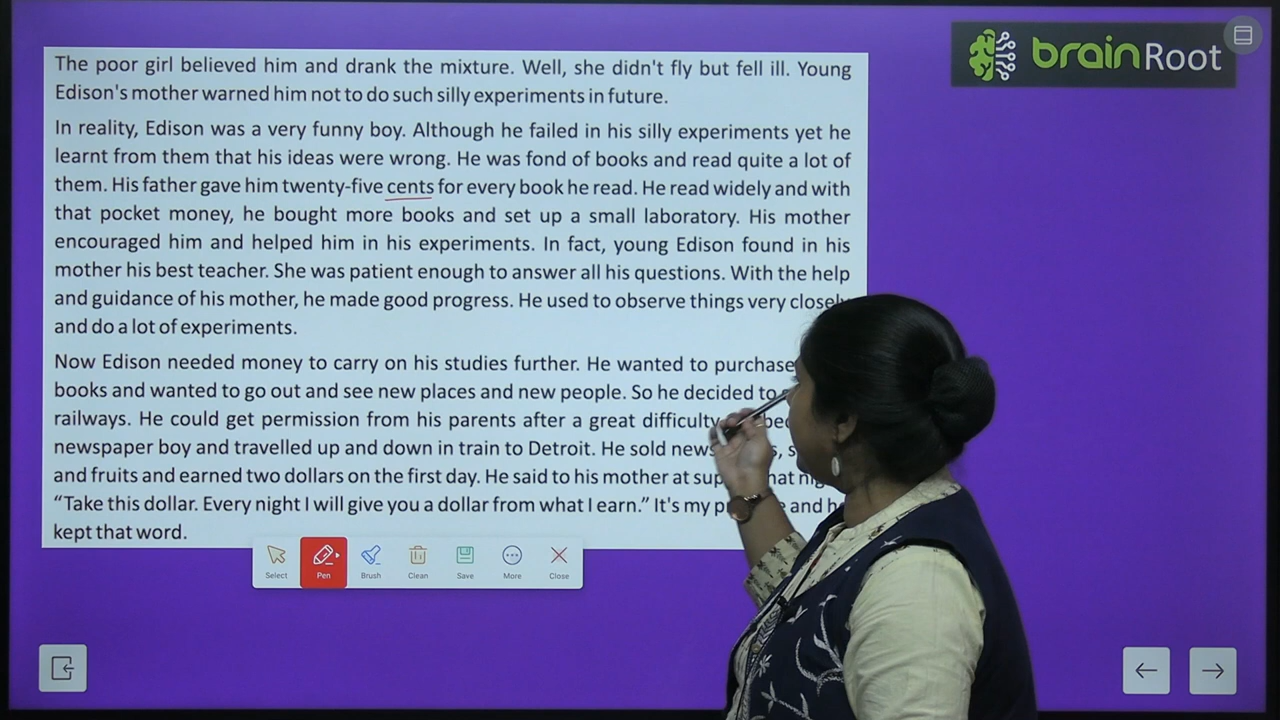 brainRoot
The poor girl believed him and drank the mixture. Well, she didn't fly but fell ill. Young
Edison's mother warned him not to do such silly experiments in future.
In reality, Edison was a very funny boy. Although he failed in his silly experiments yet he
learnt from them that his ideas were wrong. He was fond of books and read quite a lot of
them. His father gave him twenty-five cents for every book he read. He read widely and with
that pocket money, he bought more books and set up a small laboratory. His mother
encouraged him and helped him in his experiments. In fact, young Edison found in his
mother his best teacher. She was patient enough to answer all his questions. With the help
and guidance of his mother, he made good progress. He used to observe things very closely
and do a lot of experiments.
Now Edison needed money to carry on his studies further. He wanted to purchase
books and wanted to go out and see new places and new people. So he decided to
railways. He could get permission from his parents after a great difficulty
newspaper boy and travelled up and down in train to Detroit. He sold
and fruits and earned two dollars on the first day. He said to his mother at
“Take this dollar. Every night I will give you a dollar from what I earn.” It's my and
kept that word.
Select Pen Brush Clean Save More Close